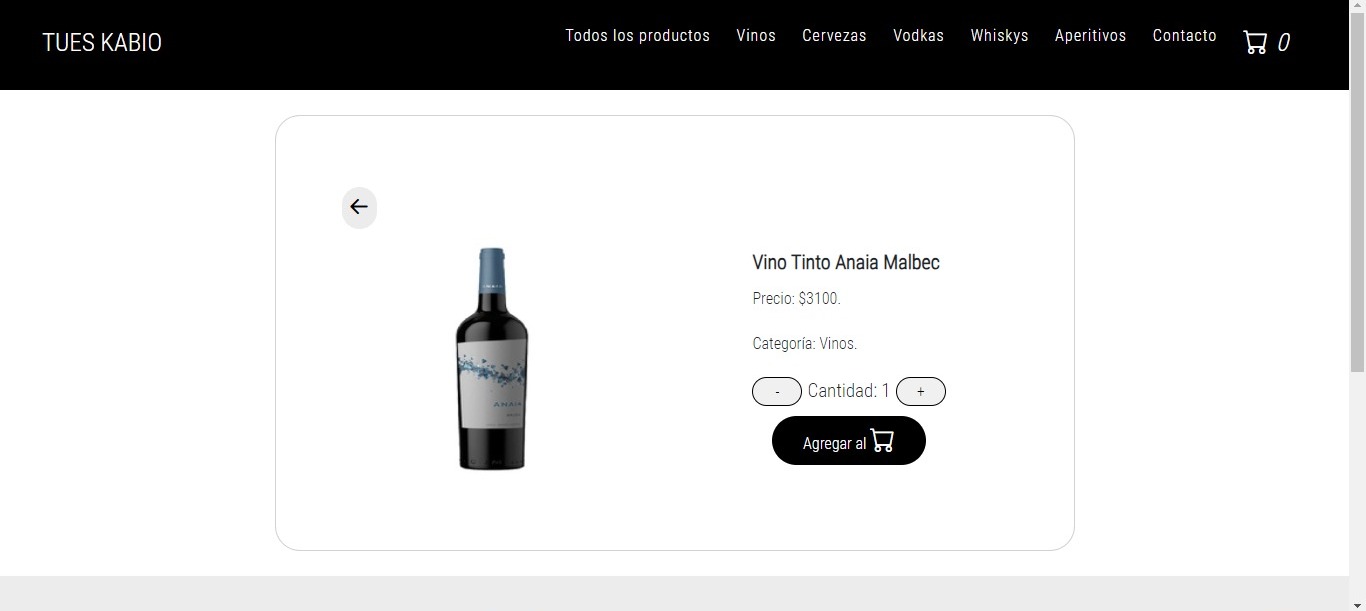 TUES KABIO
Todos los productos Vinos Cervezas Vodkas Whiskys Aperitivos Contacto 0
Vino Tinto Anaia Malbec
Precio: $3100.
Categoría: Vinos.
- Cantidad: 1 +
Agregar al
ANAIA